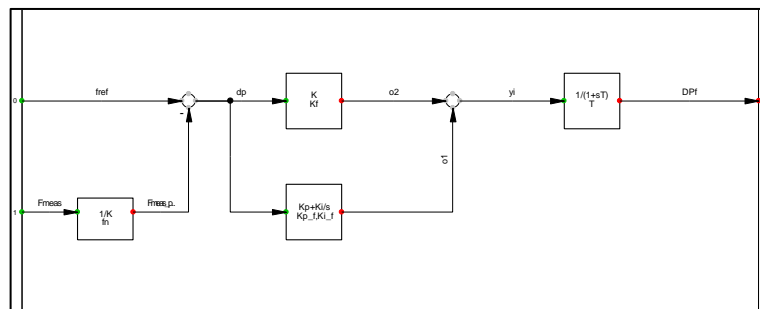 fref
dp
K
Kf
o2
yi
1/(1+sT)
T
DPf
0
-
o1
Fmeas
1/K
fn
Fmeas_p..
Kp+Ki/s
Kp_f,Ki_f
1